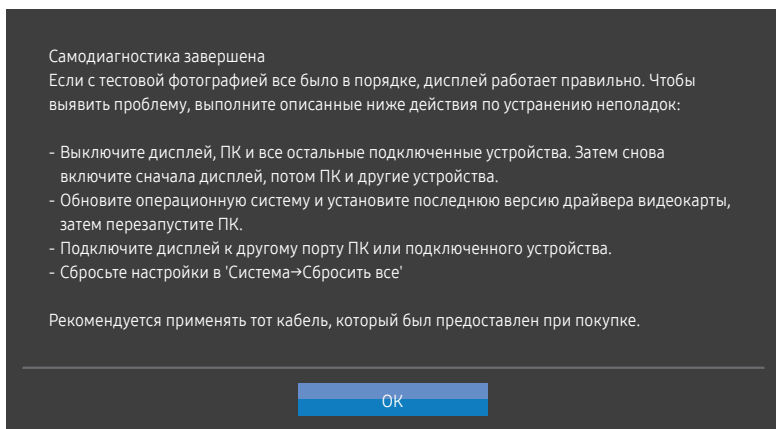 Самодиагностика завершена
Если с тестовой фотографией все было в порядке, дисплей работает правильно. Чтобы
выявить проблему, выполните описанные ниже действия по устранению неполадок:
- Выключите дисплей, ПК и все остальные подключенные устройства. Затем снова
включите сначала дисплей, потом ПК и другие устройства.
- Обновите операционную систему и установите последнюю версию драйвера видеокарты,
затем перезапустите ПК.
- Подключите дисплей к другому порту ПК или подключенного устройства.
- Сбросьте настройки в 'Система→Сбросить все'
Рекомендуется применять тот кабель, который был предоставлен при покупке.
ОК